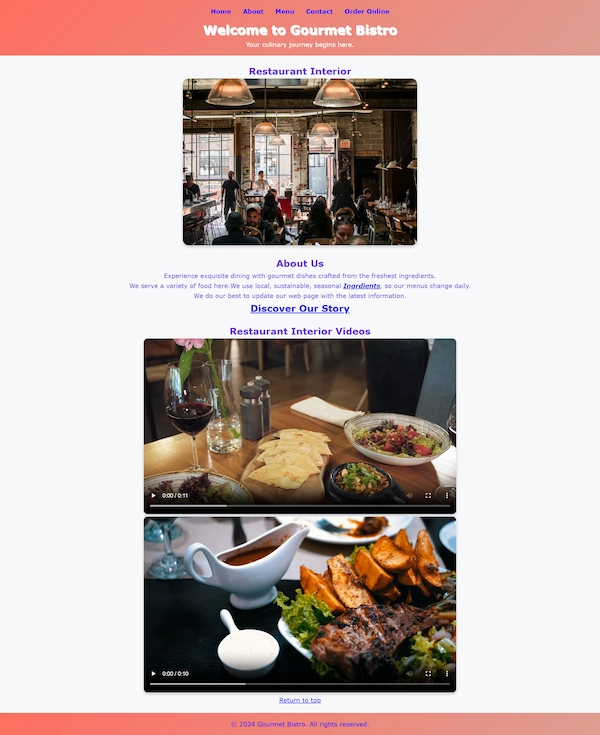 Home About Menu Contact Order Online
Welcome to Gourmet Bistro
Your culinary journey begins here.
Restaurant Interior
About Us
Experience exquisite dining with gourmet dishes crafted from the freshest ingredients.
We serve a variety of food here.We use local, sustainable, seasonal Ingrdients, so our menus change daily.
We do our best to update our web page with the latest information.
Discover Our Story
Restaurant Interior Videos
0:00 / 0:11
0:00 / 0:10
Return to top
© 2024 Gourmet Bistro. All rights reserved.